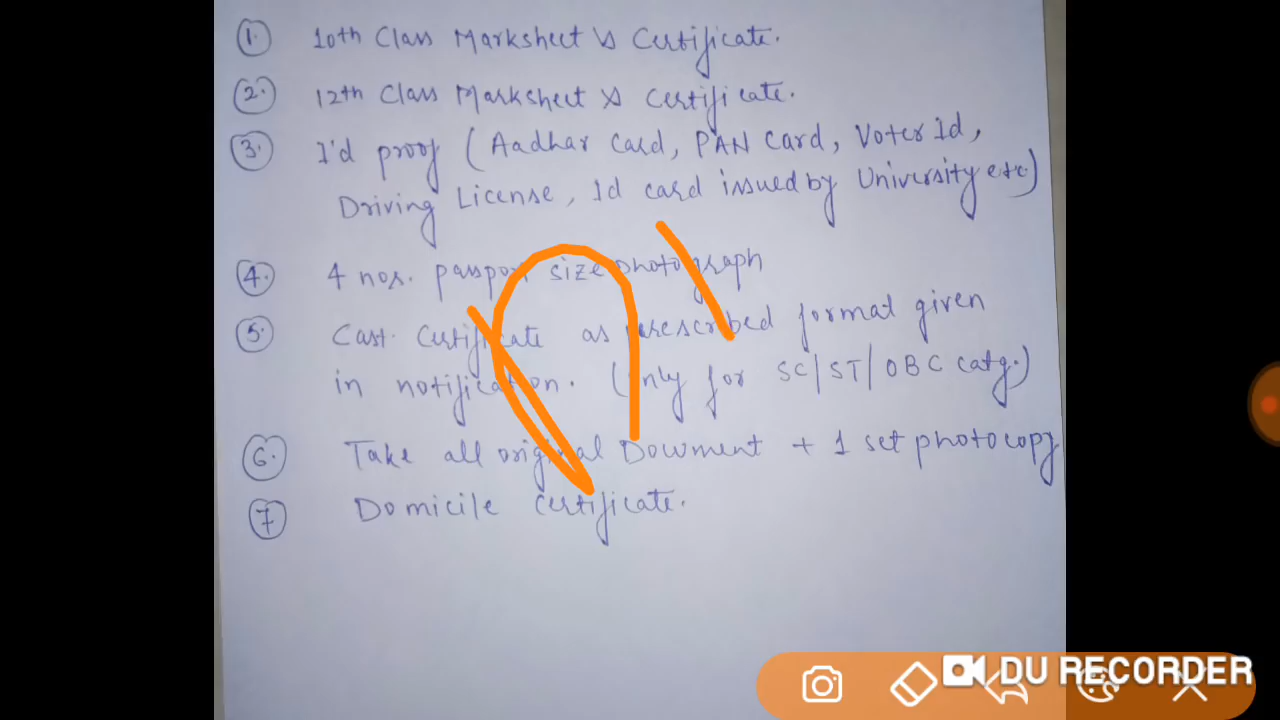 1. 10th Class Marksheet & Certificate.
2. 12th Class Marksheet & Certificate.
3. I'd proof (Aadhar Card, PAN Card, Voter Id,
Driving License, Id card issued by University etc)
4. 4 nos. passport size photograph
5. Cast. Certificate as prescribed format given
in notification. (only for SC/ST/OBC catg.)
6. Take all original Dowment + 1 set photocopy
7 Domicile certificate.
DU RECORDER